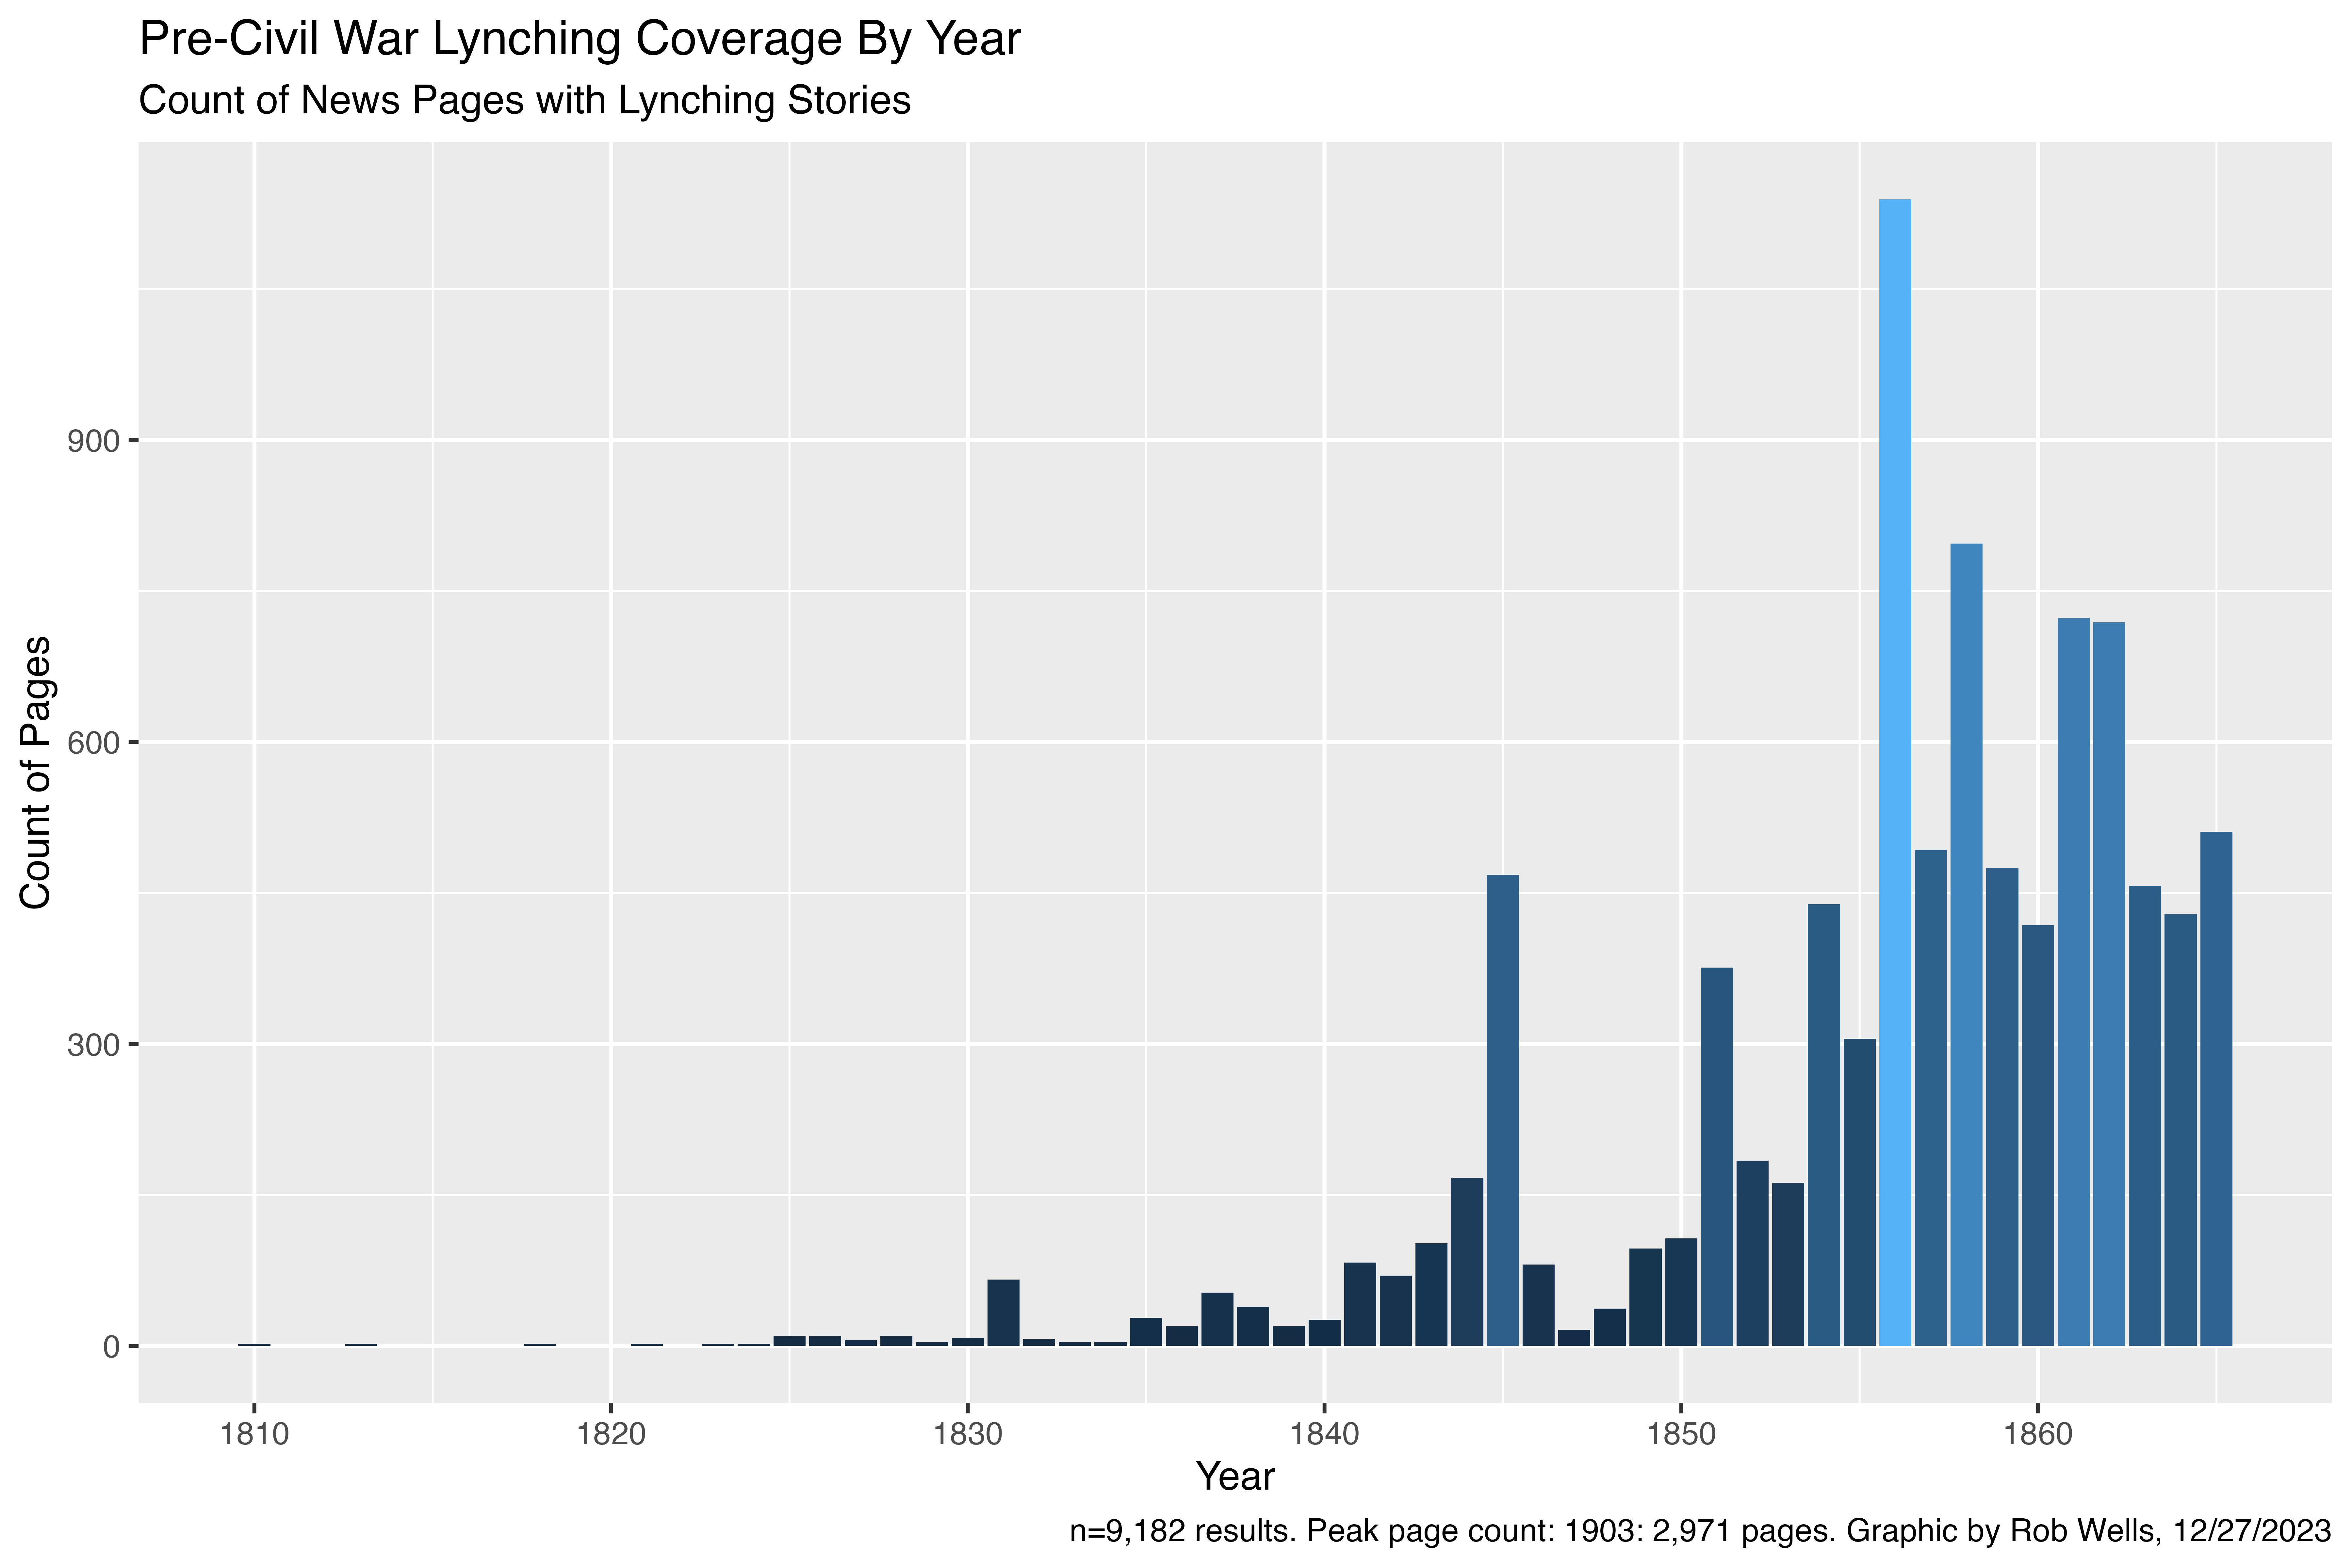 Pre-Civil War Lynching Coverage By Year
Count of News Pages with Lynching Stories
Count of Pages
900
600
300
0
1810 1820 1830 1840 1850 1860
Year
n=9,182 results. Peak page count: 1903: 2,971 pages. Graphic by Rob Wells, 12/27/2023